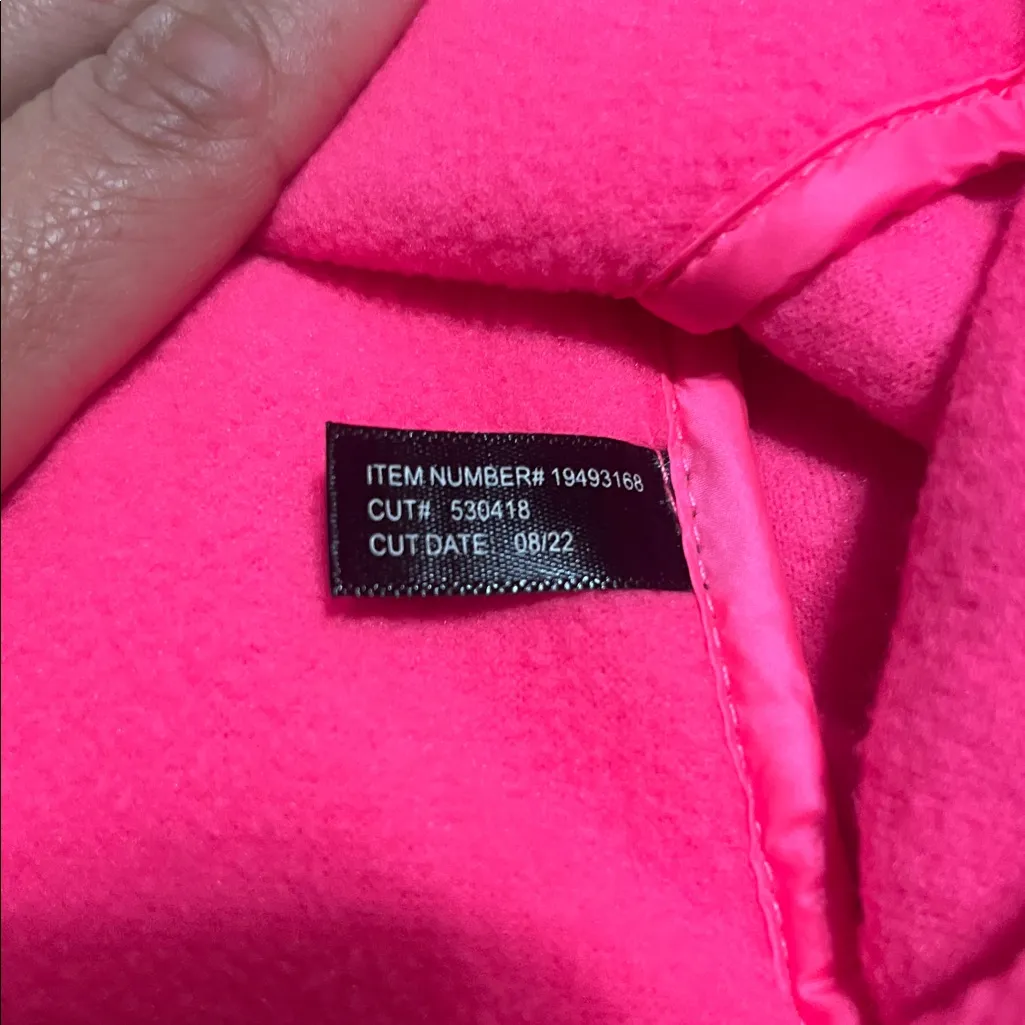 ITEM NUMBER# 19493168
CUT# 530418
CUT DATE 08/22